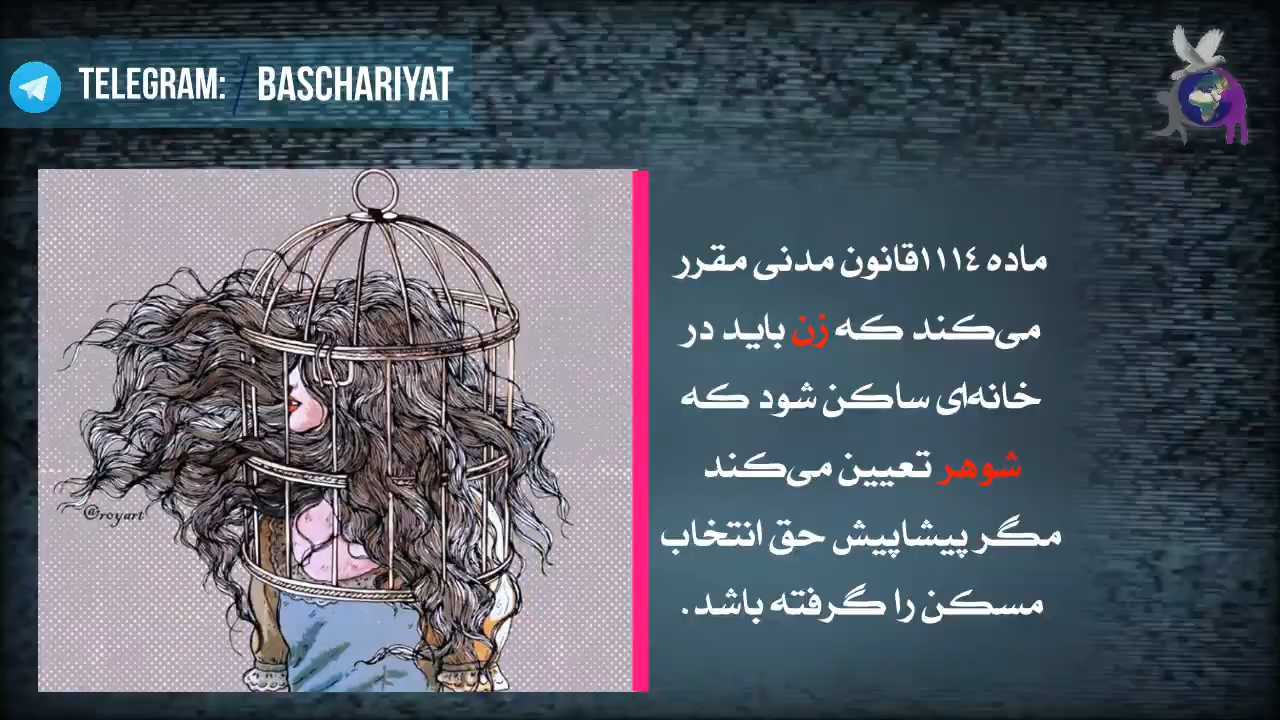 TELEGRAM: / BASCHARIYAT
ماده ۱۱۱٤قانون مدنی مقرر
می‌کند که زن باید در
خانه‌ای ساکن شود که
شوهر تعیین می‌کند
مگر پیشاپیش حق انتخاب
مسکن را گرفته باشد.
@royart